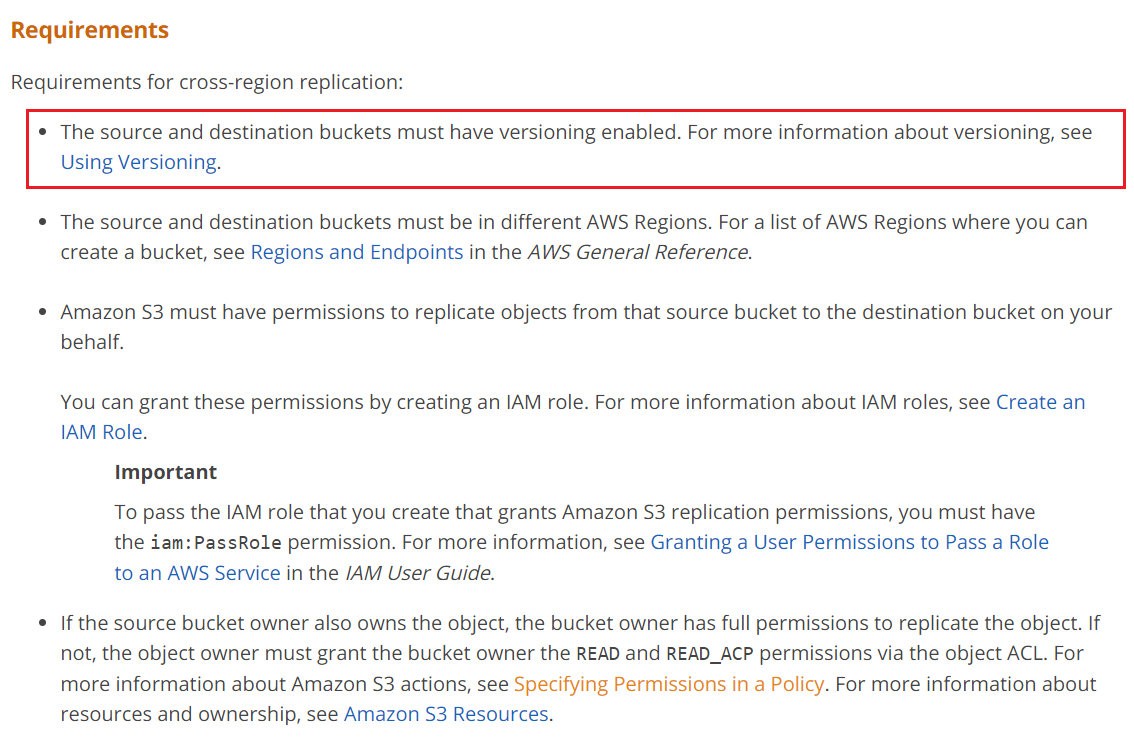 Requirements
Requirements for cross-region replication:
• The source and destination buckets must have versioning enabled. For more information about versioning, see
Using Versioning.
• The source and destination buckets must be in different AWS Regions. For a list of AWS Regions where you can
create a bucket, see Regions and Endpoints in the AWS General Reference.
• Amazon S3 must have permissions to replicate objects from that source bucket to the destination bucket on your
behalf.
You can grant these permissions by creating an IAM role. For more information about IAM roles, see Create an
IAM Role.
Important
To pass the IAM role that you create that grants Amazon S3 replication permissions, you must have
the iam:PassRole permission. For more information, see Granting a User Permissions to Pass a Role
to an AWS Service in the IAM User Guide.
• If the source bucket owner also owns the object, the bucket owner has full permissions to replicate the object. If
not, the object owner must grant the bucket owner the READ and READ_ACP permissions via the object ACL. For
more information about Amazon S3 actions, see Specifying Permissions in a Policy. For more information about
resources and ownership, see Amazon S3 Resources.